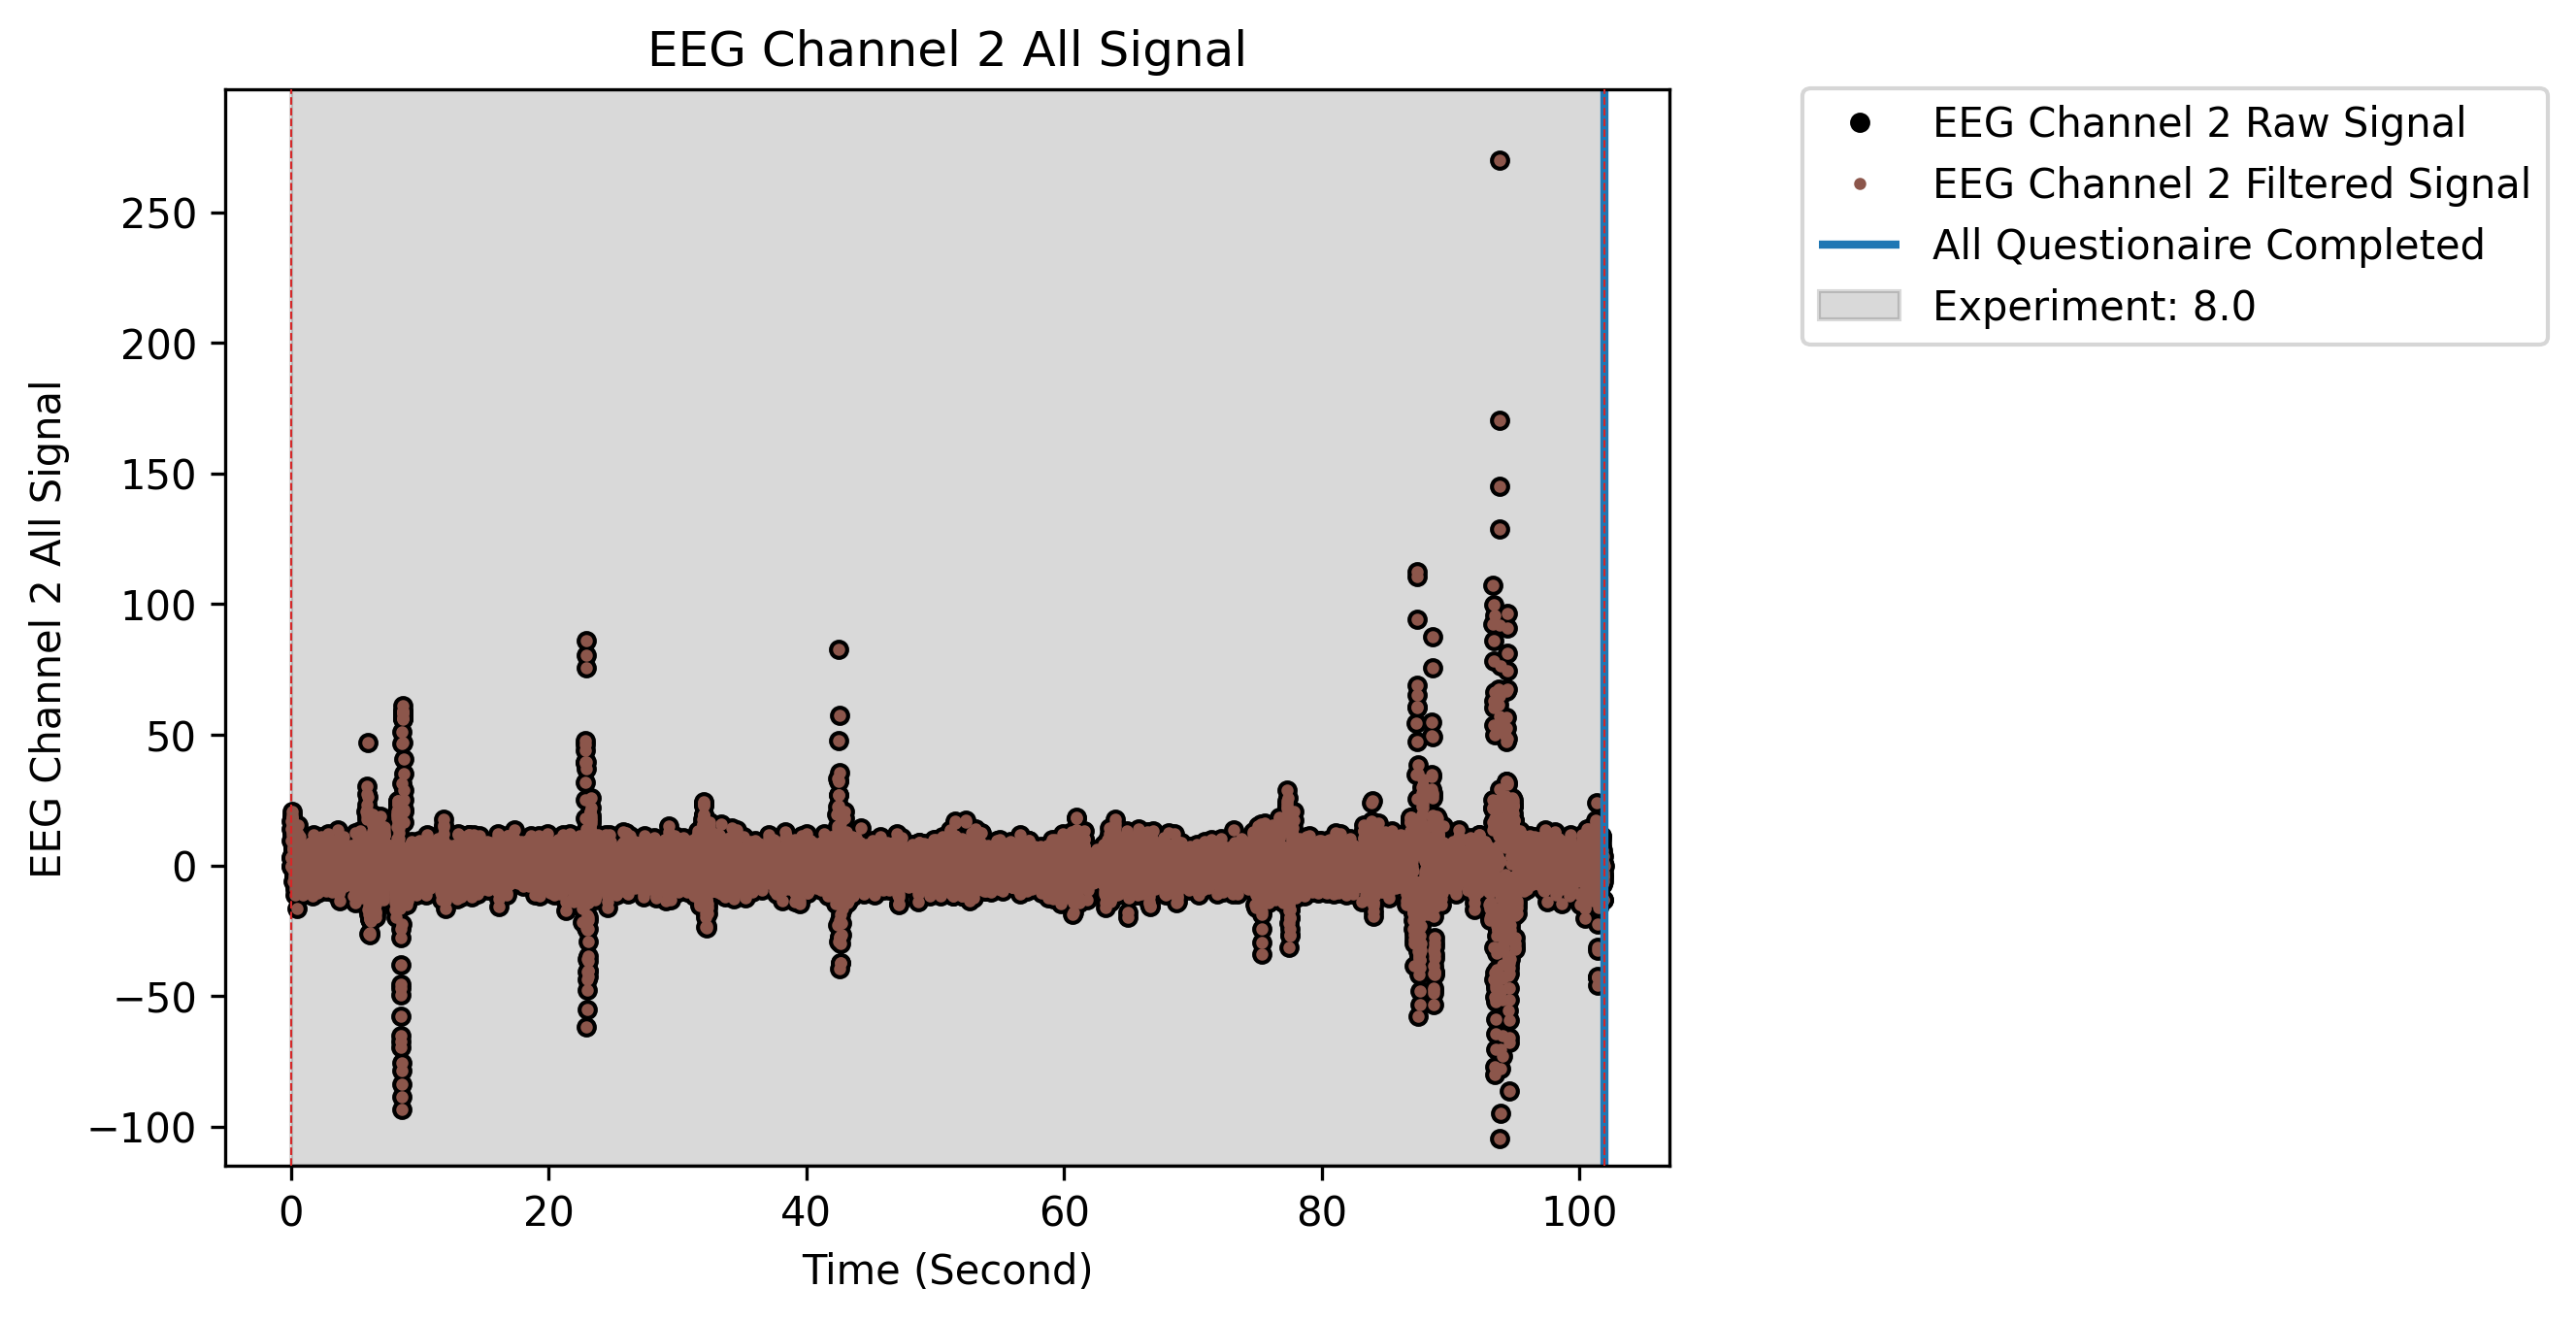 EEG Channel 2 All Signal
EEG Channel 2 Raw Signal
EEG Channel 2 Filtered Signal
All Questionaire Completed
Experiment: 8.0
EEG Channel 2 All Signal
250
200
150
100
50
0
−50
−100
0 20 40 60 80 100
Time (Second)